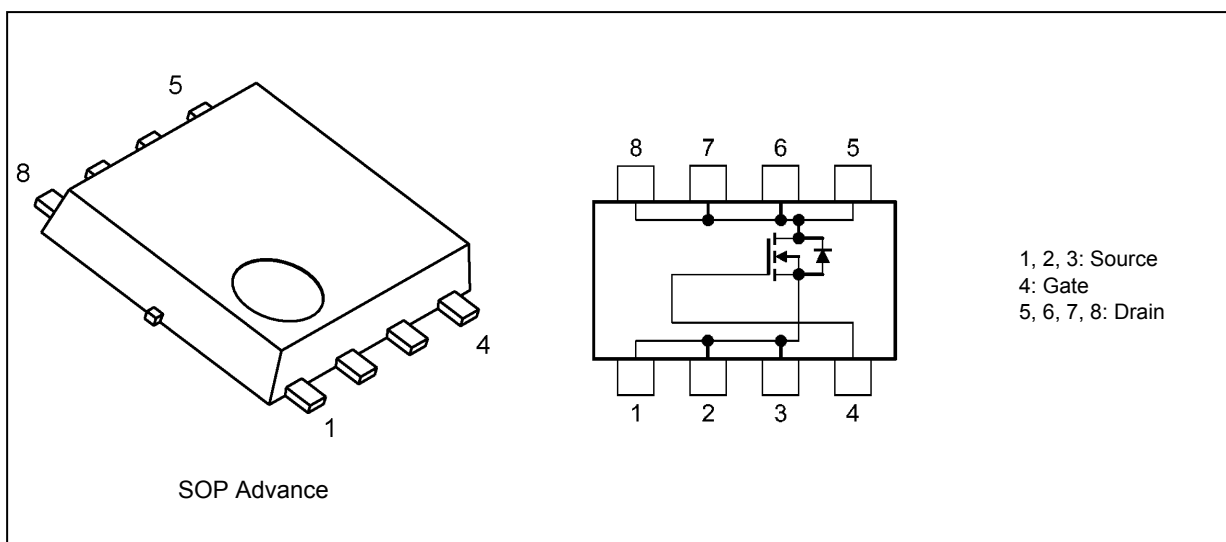 5
8
4
1
SOP Advance
8 7 6 5
1 2 3 4
1, 2, 3: Source
4: Gate
5, 6, 7, 8: Drain